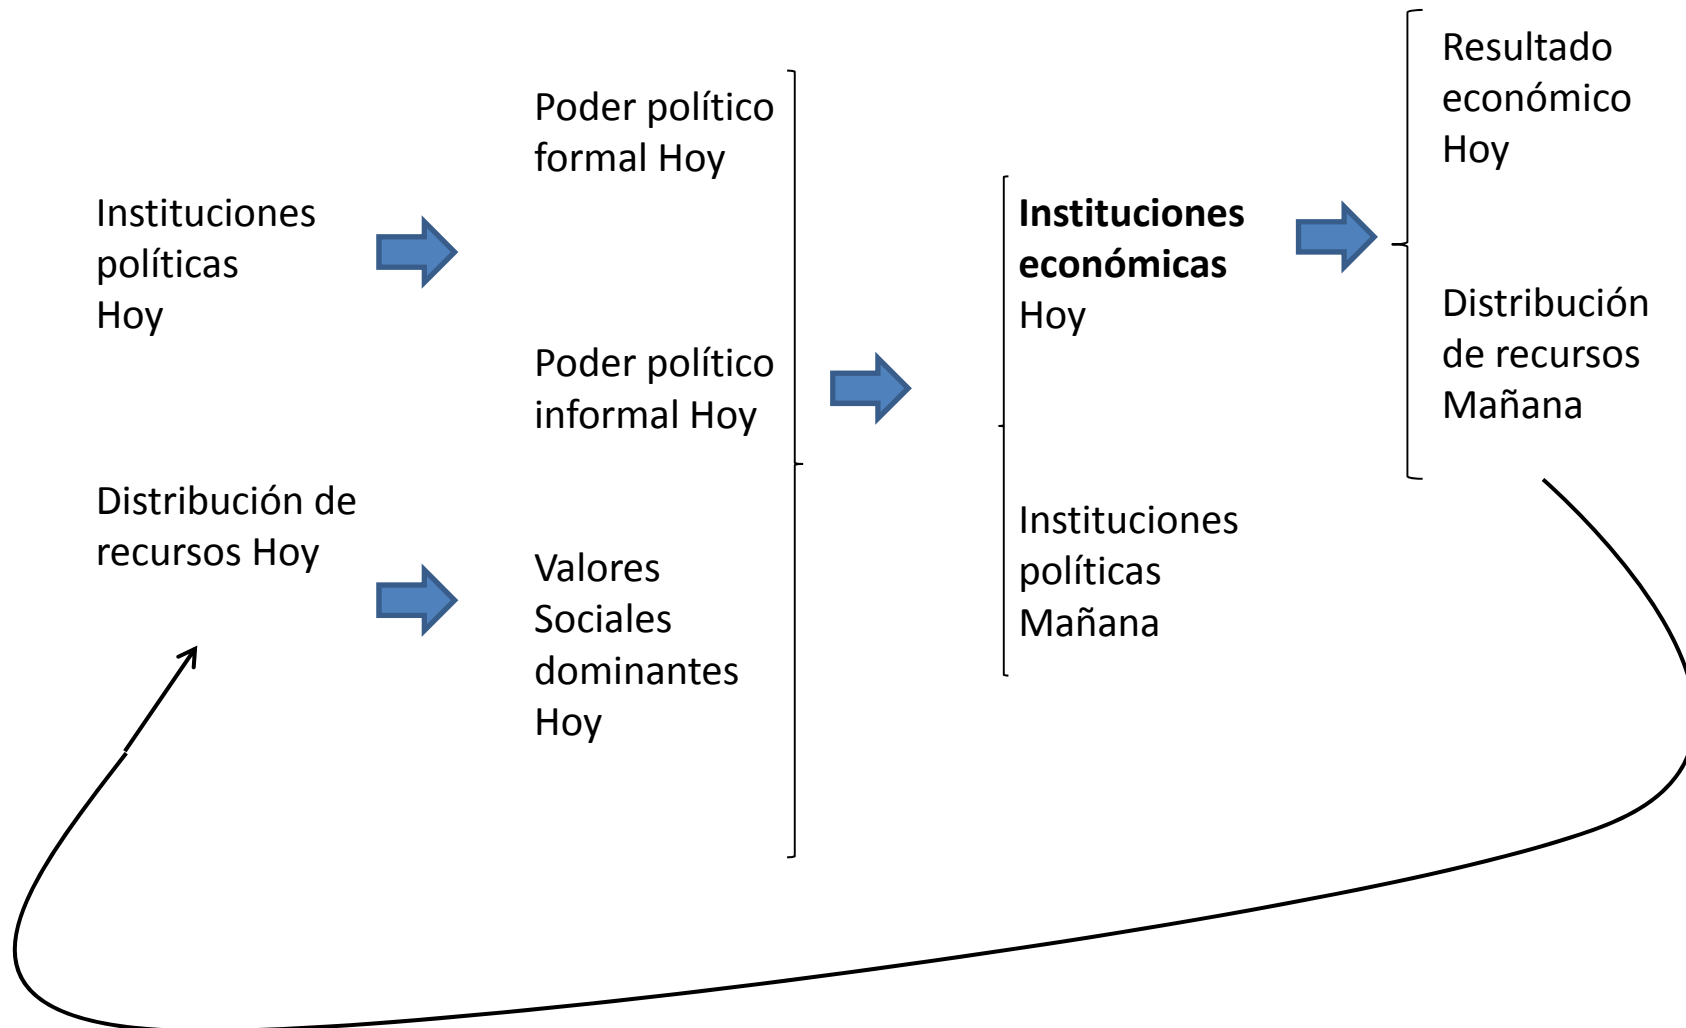 Instituciones
políticas
Hoy
Distribución de
recursos Hoy
Poder político
formal Hoy
Poder político
informal Hoy
Valores
Sociales
dominantes
Hoy
Instituciones
económicas
Hoy
Instituciones
políticas
Mañana
Resultado
económico
Hoy
Distribución
de recursos
Mañana